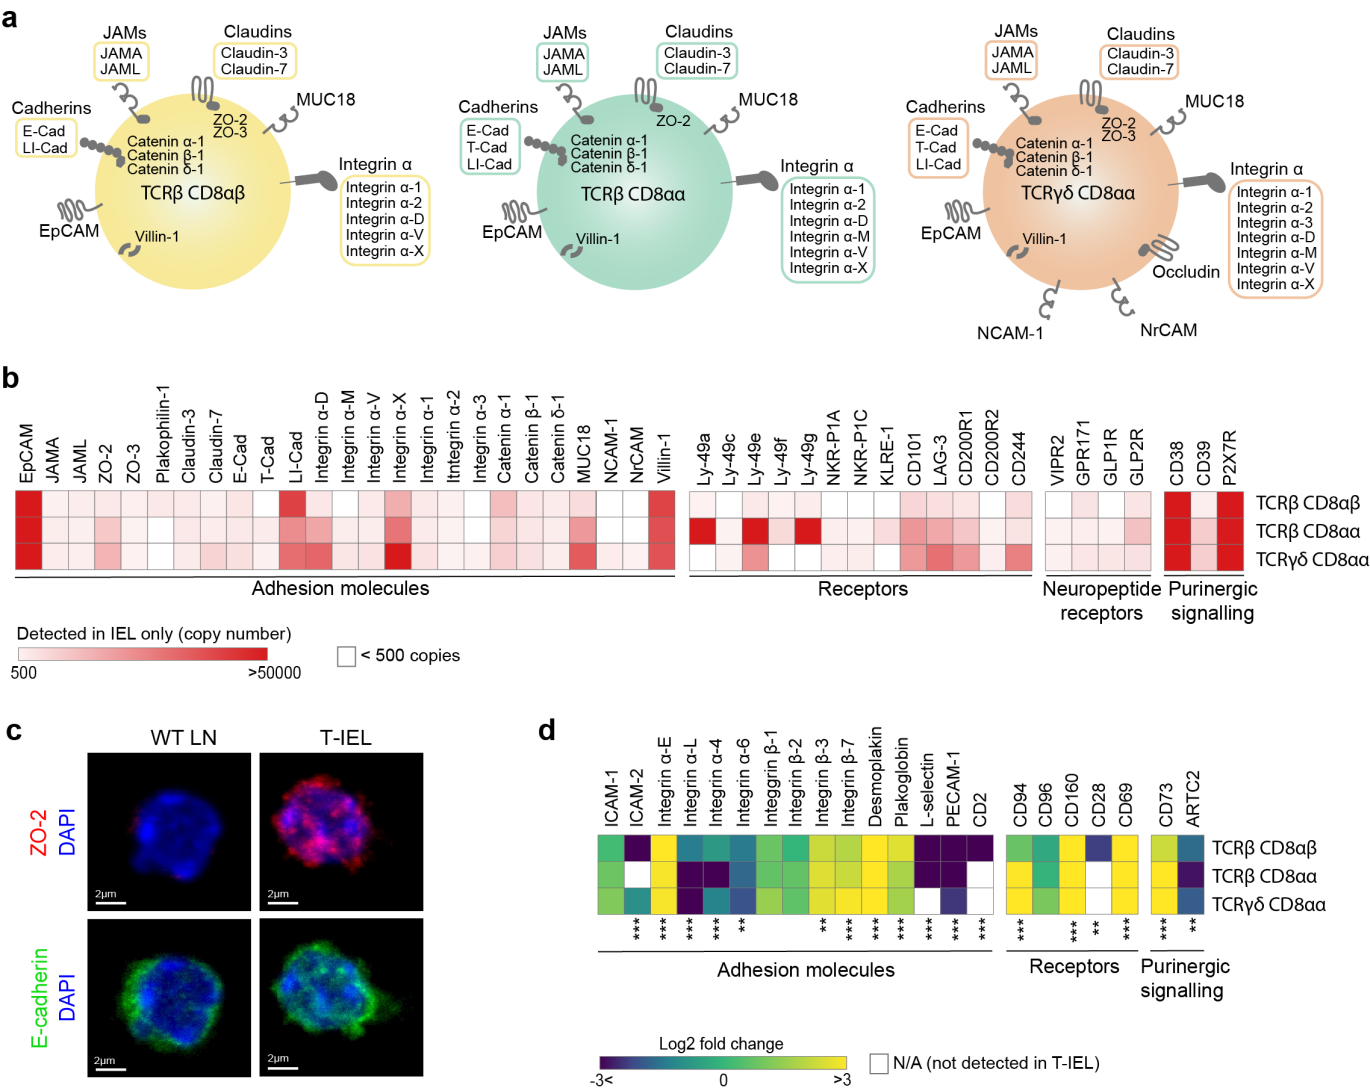 a
JAMs
JAMA
JAML
Claudins
Claudin-3
Claudin-7
Cadherins
E-Cad
LI-Cad
ZO-2
ZO-3
MUC18
Catenin α-1
Catenin β-1
Catenin δ-1
TCRβ CD8αβ
Integrin α
Integrin α-1
Integrin α-2
Integrin α-D
Integrin α-V
Integrin α-X
EpCAM
Villin-1
JAMs
JAMA
JAML
Claudins
Claudin-3
Claudin-7
Cadherins
E-Cad
T-Cad
LI-Cad
ZO-2
MUC18
Catenin α-1
Catenin β-1
Catenin δ-1
TCRβ CD8αα
Integrin α
Integrin α-1
Integrin α-2
Integrin α-D
Integrin α-M
Integrin α-V
Integrin α-X
EpCAM
Villin-1
JAMs
JAMA
JAML
Claudins
Claudin-3
Claudin-7
Cadherins
E-Cad
T-Cad
LI-Cad
ZO-2
ZO-3
MUC18
Catenin α-1
Catenin β-1
Catenin δ-1
TCRγδ CD8αα
Integrin α
Integrin α-1
Integrin α-2
Integrin α-3
Integrin α-D
Integrin α-M
Integrin α-V
Integrin α-X
EpCAM
Villin-1
Occludin
NCAM-1
NrCAM
b
EpCAM
JAMA
JAML
ZO-2
ZO-3
Plakophilin-1
Claudin-3
Claudin-7
E-Cad
T-Cad
LI-Cad
Integrin α-D
Integrin α-M
Integrin α-V
Integrin α-X
Integrin α-1
Itntegrin α-2
Integrin α-3
Catenin α-1
Catenin β-1
Catenin δ-1
MUC18
NCAM-1
NrCAM
Villin-1
Ly-49a
Ly-49c
Ly-49e
Ly-49f
Ly-49g
NKR-P1A
NKR-P1C
KLRE-1
CD101
LAG-3
CD200R1
CD200R2
CD244
VIPR2
GPR171
GLP1R
GLP2R
CD38
CD39
P2X7R
TCRβ CD8αβ
TCRβ CD8αα
TCRγδ CD8αα
Adhesion molecules
Receptors
Neuropeptide
receptors
Purinergic
signalling
Detected in IEL only (copy number)
500
>50000
< 500 copies
c
WT LN
T-IEL
ZO-2
DAPI
2µm
2µm
E-cadherin
DAPI
2µm
2µm
d
ICAM-1
ICAM-2
Integrin α-E
Integrin α-L
Integrin α-4
Integrin α-6
Integgrin β-1
Integrin β-2
Integrin β-3
Integrin β-7
Desmoplakin
Plakoglobin
L-selectin
PECAM-1
CD2
CD94
CD96
CD160
CD28
CD69
CD73
ARTC2
TCRβ CD8αβ
TCRβ CD8αα
TCRγδ CD8αα
*** *** *** *** ** ** *** *** *** *** *** *** *** *** ** *** *** **
Adhesion molecules
Receptors
Purinergic
signalling
Log2 fold change
-3<
0
>3
N/A (not detected in T-IEL)